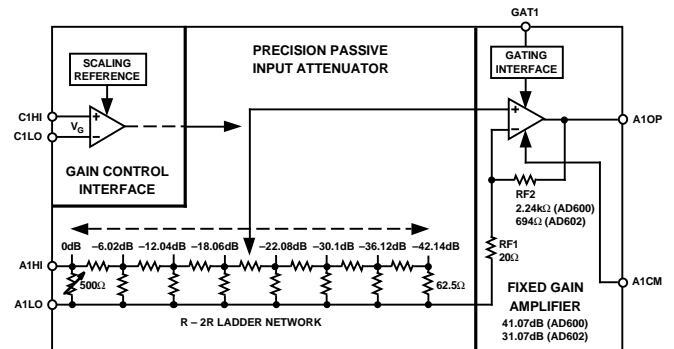 GAT1
PRECISION PASSIVE
INPUT ATTENUATOR
SCALING
REFERENCE
GATING
INTERFACE
C1HI
C1LO
VG
+
–
+
–
A1OP
GAIN CONTROL
INTERFACE
RF2
2.24kΩ (AD600)
694Ω (AD602)
0dB –6.02dB –12.04dB –18.06dB –22.08dB –30.1dB –36.12dB –42.14dB
RF1
20Ω
A1HI
500Ω
62.5Ω
A1LO
A1CM
R – 2R LADDER NETWORK
FIXED GAIN
AMPLIFIER
41.07dB (AD600)
31.07dB (AD602)